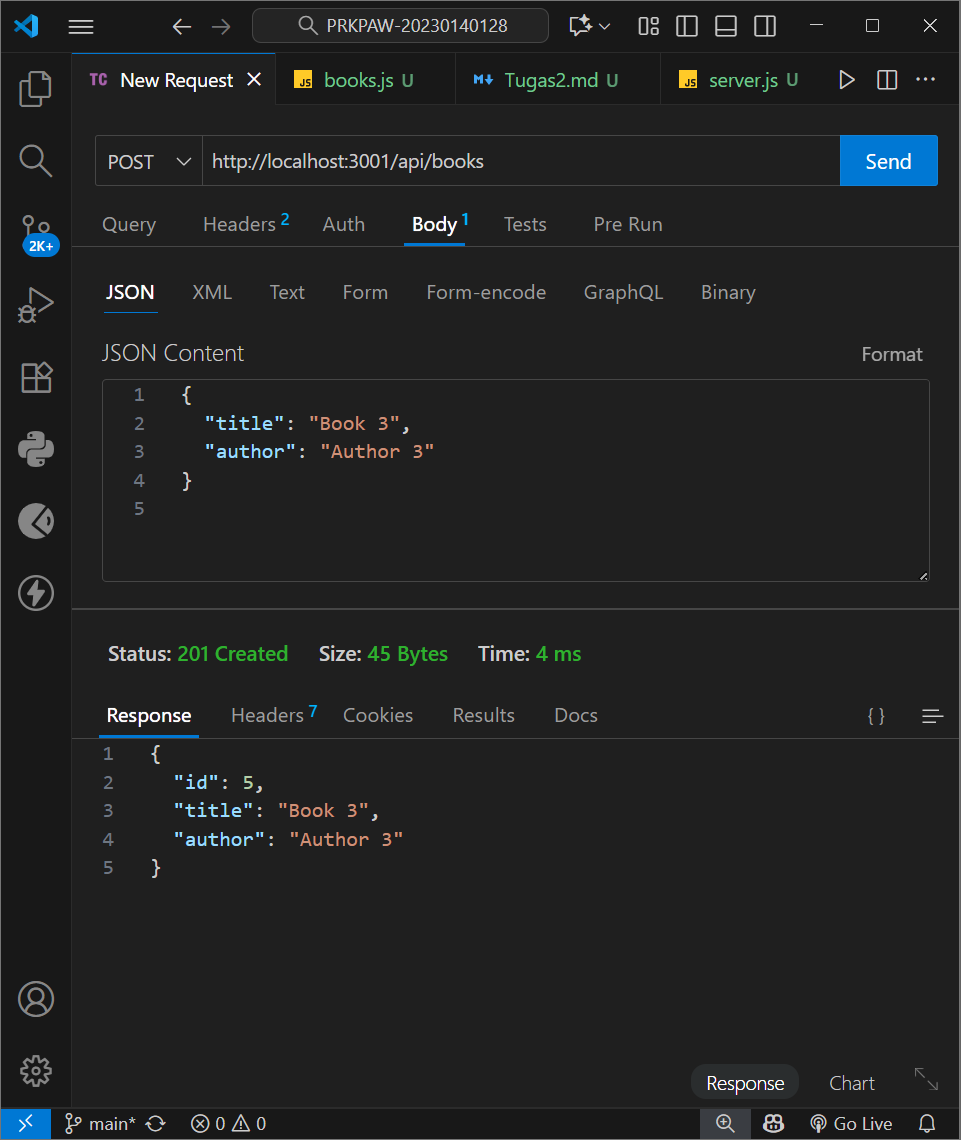 PRKPAW-20230140128
TC New Request
JS books.js U
M Tugas2.md U
JS server.js U
POST http://localhost:3001/api/books Send
Query Headers 2 Auth Body 1 Tests Pre Run
2K+
JSON XML Text Form Form-encode GraphQL Binary
JSON Content Format
1 {
2 "title": "Book 3",
3 "author": "Author 3"
4 }
5
Status: 201 Created Size: 45 Bytes Time: 4 ms
Response Headers 7 Cookies Results Docs { }
1 {
2 "id": 5,
3 "title": "Book 3",
4 "author": "Author 3"
5 }
Response Chart
main* 0 0 Go Live